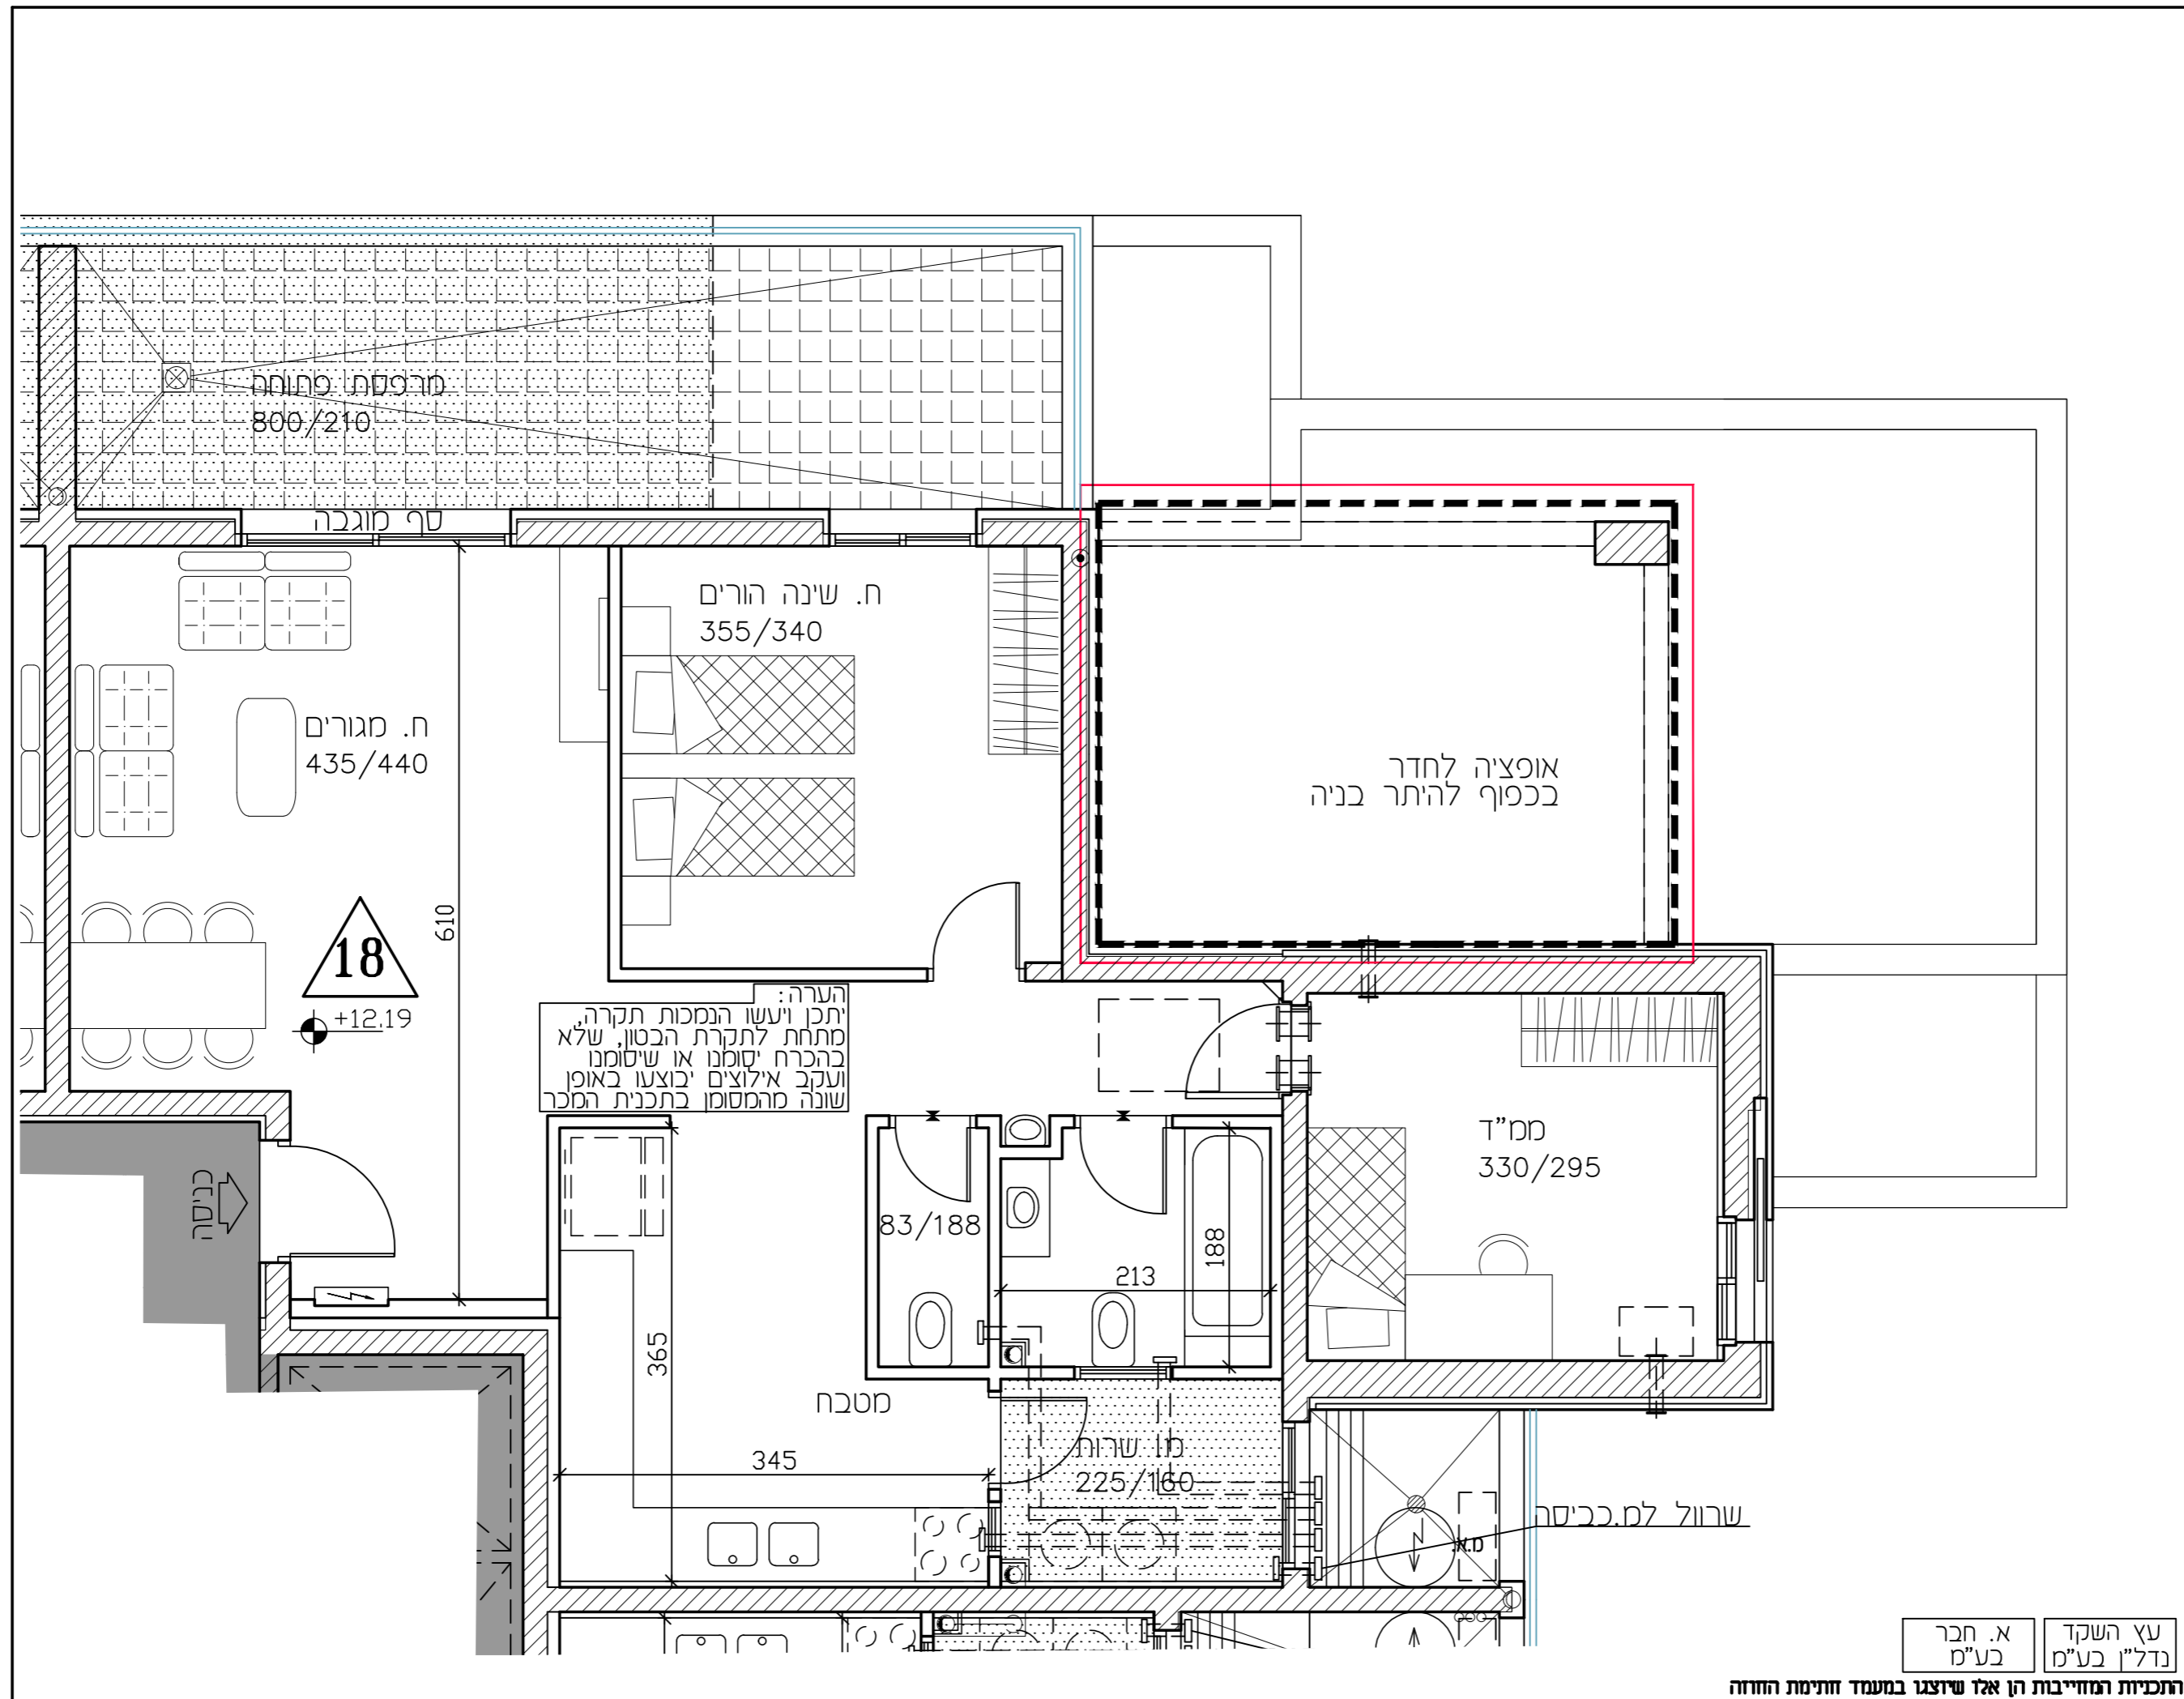 מרפסת פתוחה
800/210
סף מוגבה
ח. שינה הורים
355/340
ח. מגורים
435/440
אופציה לחדר
בכפוף להיתר בניה
610
18
+12.19
הערה:
יתכן ויעשו הנמכות תקרה,
מתחת לתקרת הבטון, שלא
בהכרח יסומנו או שיסומנו
ועקב אילוצים יבוצעו באופן
שונה מהמסומן בתכנית המכר
ממ"ד
330/295
כניסה
83/188
188
213
365
מטבח
345
מ. שרות
225/160
שרוול למ.כביסה
מ.א.
עץ השקד
נדל"ן בע"מ
א. חבר
בע"מ
התכניות המחייבות הן אלו שיוצגו במעמד חתימת החוזה